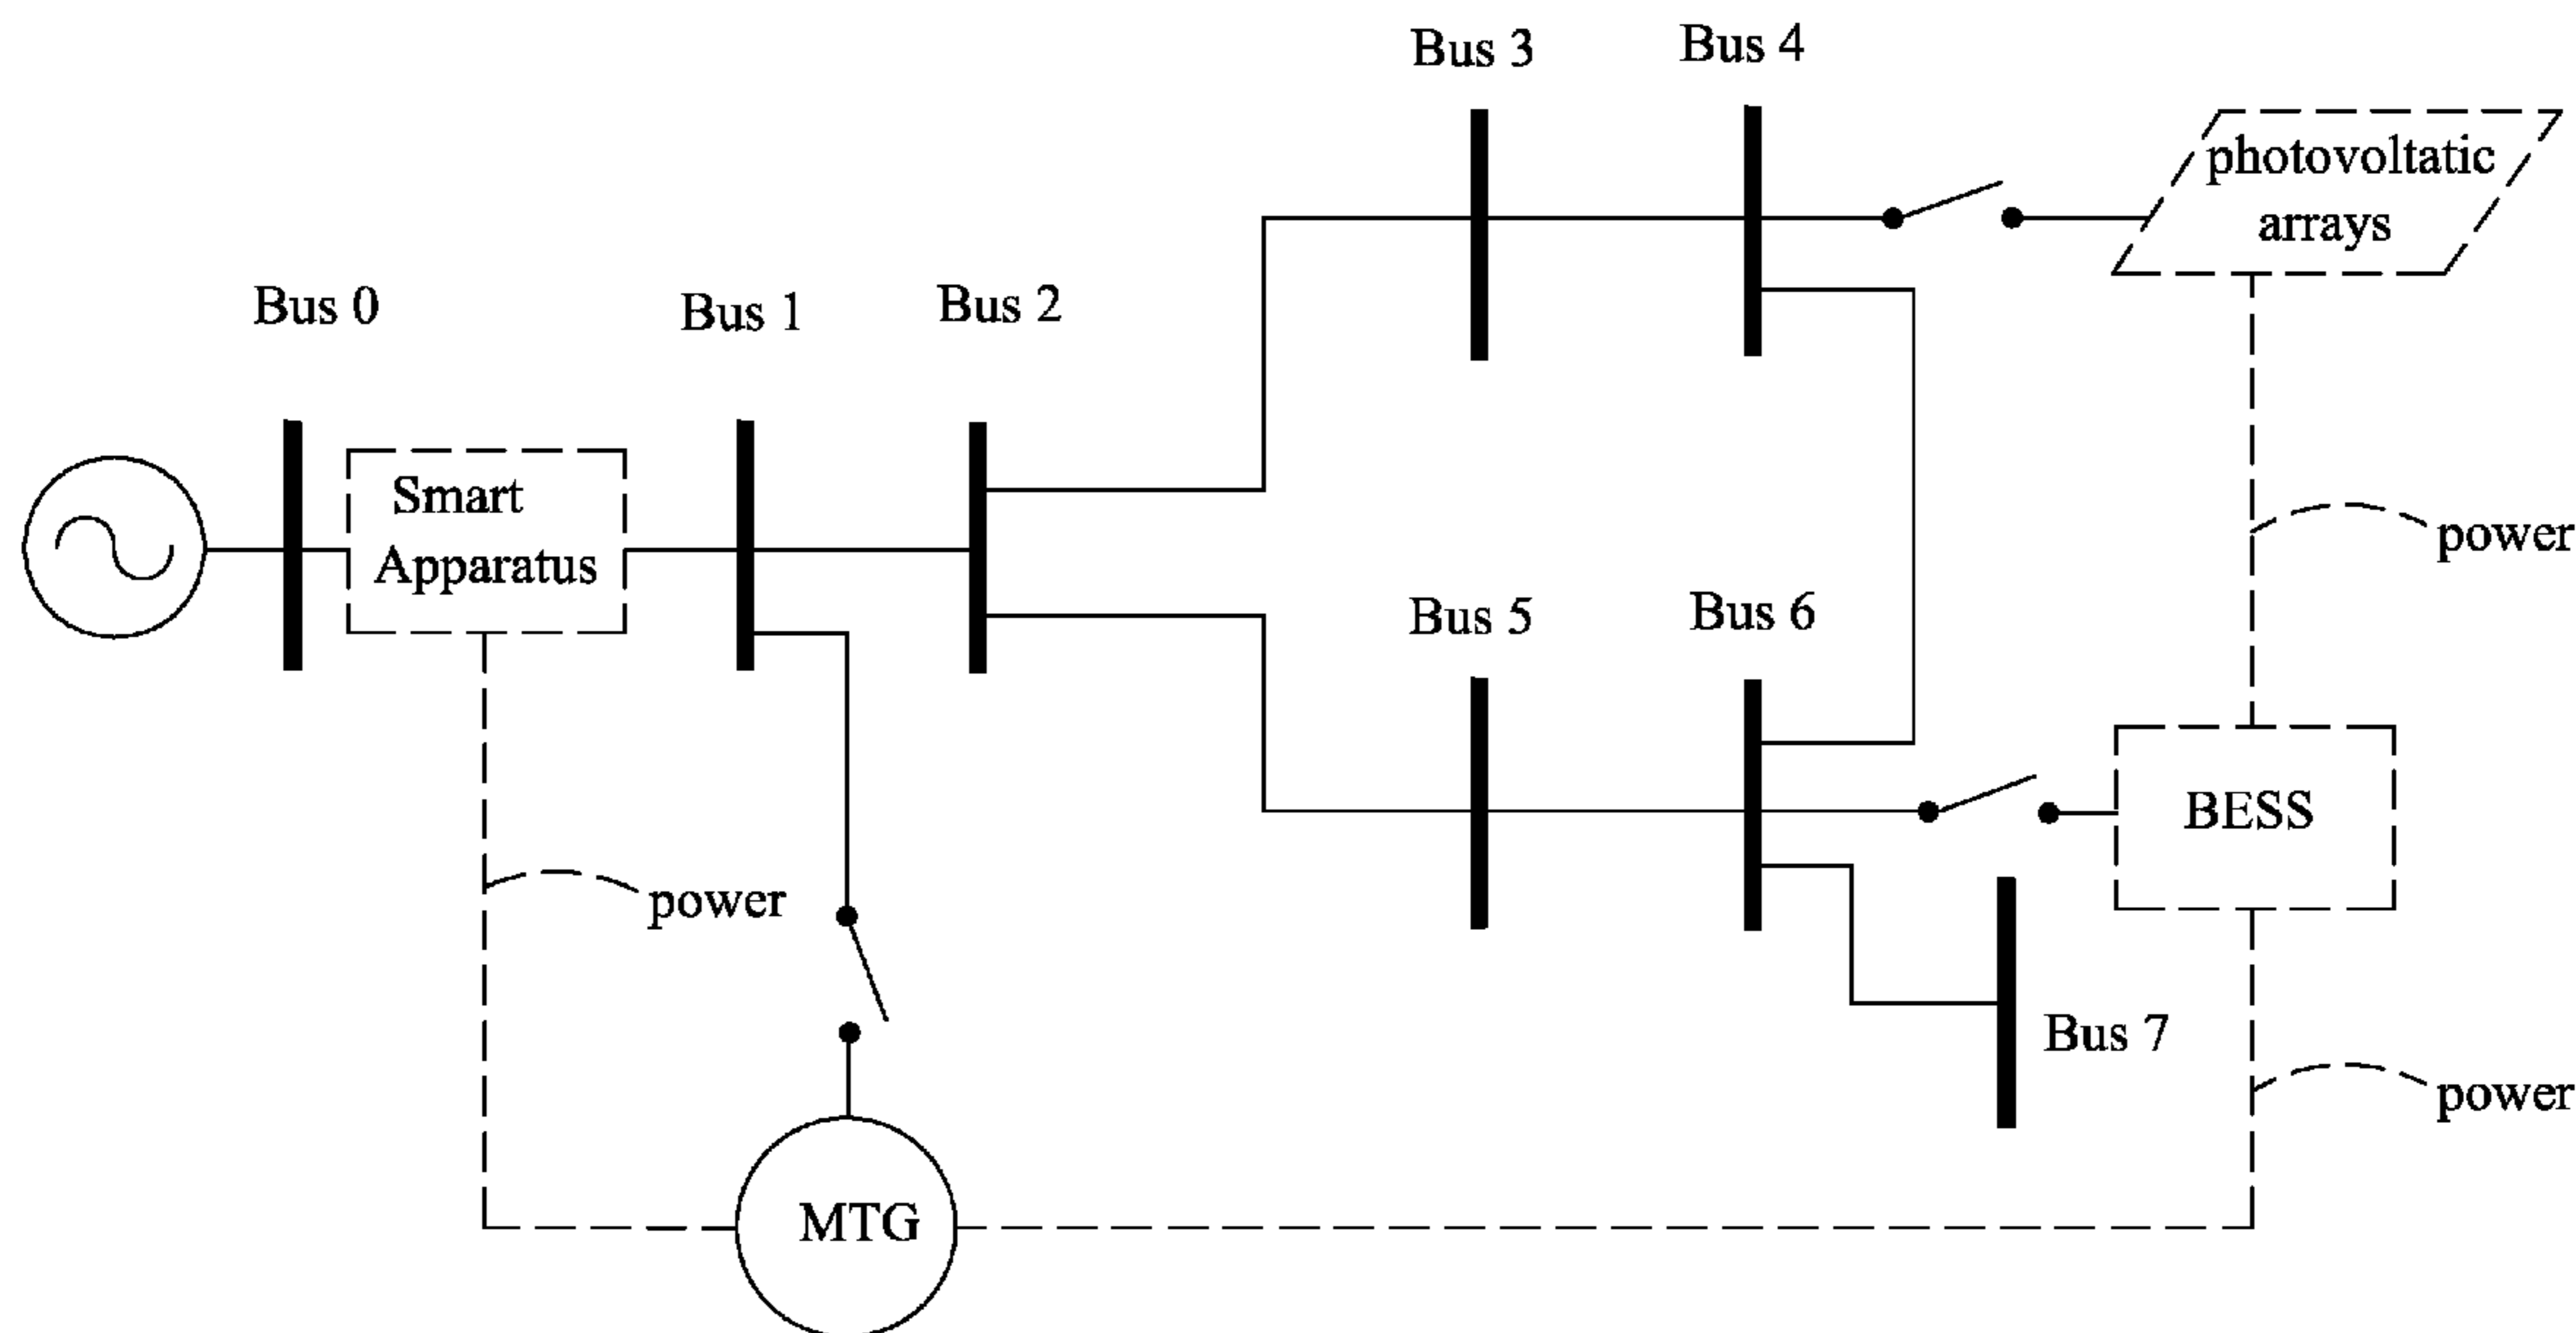 Bus 3
Bus 4
photovoltatic
arrays
Bus 0
Bus 1
Bus 2
Smart
Apparatus
power
Bus 5
Bus 6
BESS
power
Bus 7
power
MTG